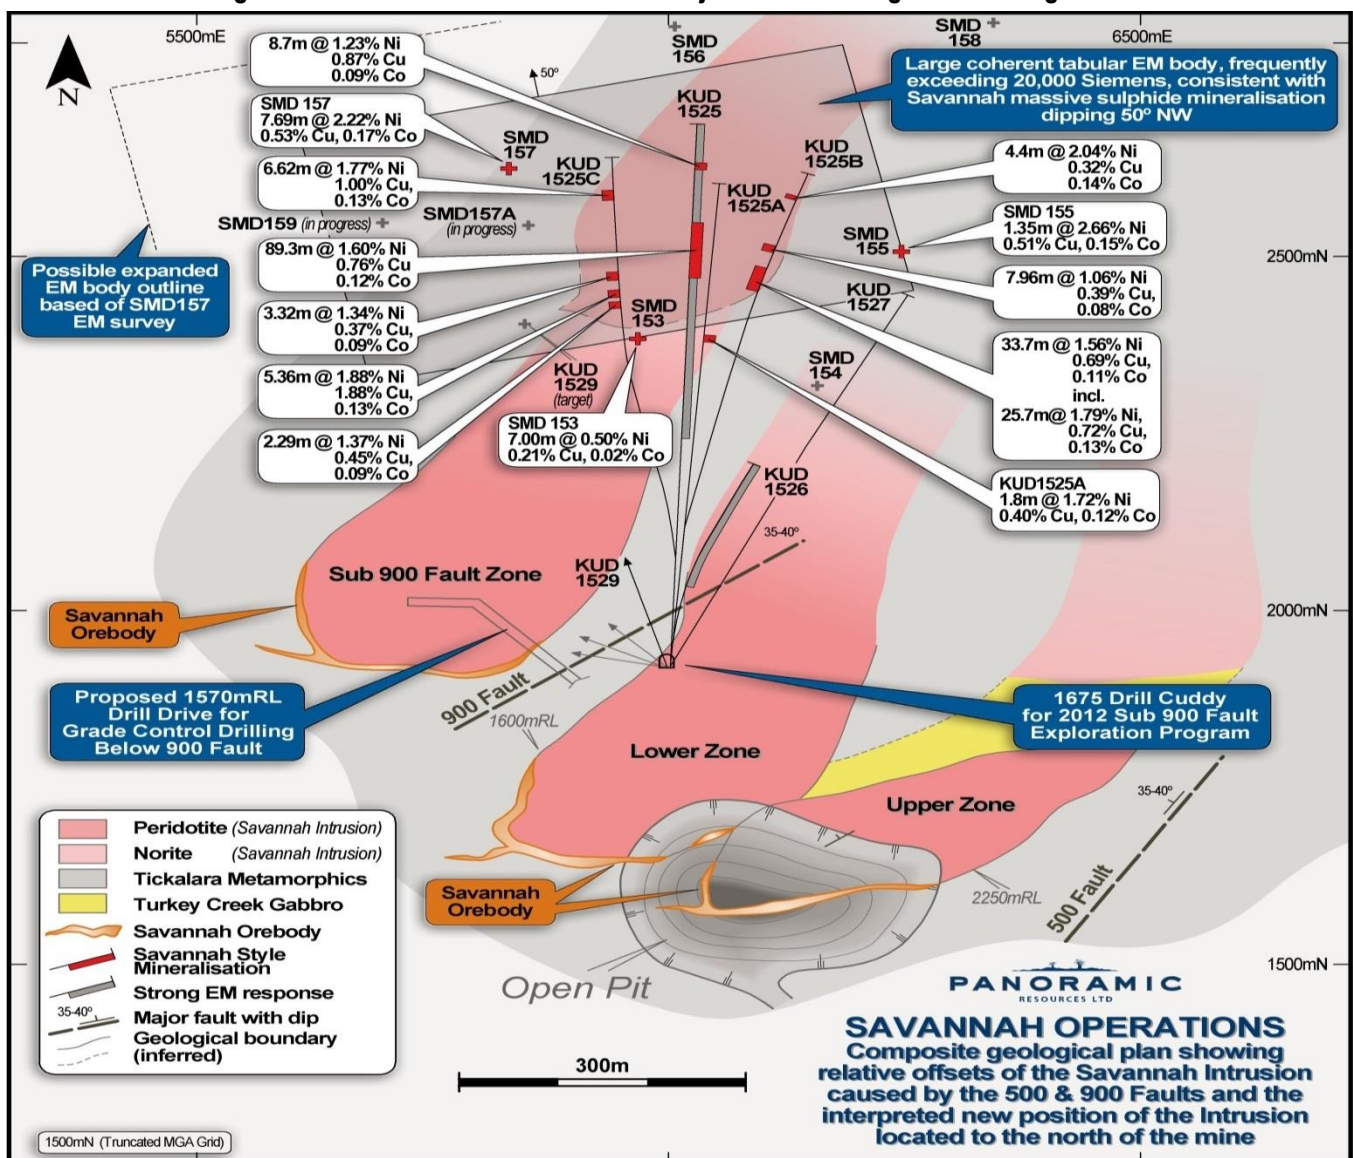 5500mE
6500mE
N
50º
8.7m @ 1.23% Ni
0.87% Cu
0.09% Co
SMD 157
7.69m @ 2.22% Ni
0.53% Cu, 0.17% Co
6.62m @ 1.77% Ni
1.00% Cu,
0.13% Co
SMD159 (in progress)
SMD157A
(in progress)
89.3m @ 1.60% Ni
0.76% Cu
0.12% Co
3.32m @ 1.34% Ni
0.37% Cu,
0.09% Co
5.36m @ 1.88% Ni
1.88% Cu,
0.13% Co
2.29m @ 1.37% Ni
0.45% Cu,
0.09% Co
Possible expanded
EM body outline
based of SMD157
EM survey
SMD
156
SMD
158
SMD
157
KUD
1525C
KUD
1525
KUD
1525A
KUD
1525B
SMD
155
KUD
1527
SMD
153
SMD
154
KUD
1529
(target)
SMD 153
7.00m @ 0.50% Ni
0.21% Cu, 0.02% Co
KUD
1526
35-40º
Large coherent tabular EM body, frequently
exceeding 20,000 Siemens, consistent with
Savannah massive sulphide mineralisation
dipping 50º NW
4.4m @ 2.04% Ni
0.32% Cu
0.14% Co
SMD 155
1.35m @ 2.66% Ni
0.51% Cu, 0.15% Co
2500mN
7.96m @ 1.06% Ni
0.39% Cu,
0.08% Co
33.7m @ 1.56% Ni
0.69% Cu,
0.11% Co
incl.
25.7m @ 1.79% Ni,
0.72% Cu,
0.13% Co
KUD1525A
1.8m @ 1.72% Ni
0.40% Cu, 0.12% Co
Sub 900 Fault Zone
KUD
1529
2000mN
Savannah
Orebody
Proposed 1570mRL
Drill Drive for
Grade Control Drilling
Below 900 Fault
900 Fault
1600mRL
1675 Drill Cuddy
for 2012 Sub 900 Fault
Exploration Program
Lower Zone
Upper Zone
35-40º
500 Fault
2250mRL
Savannah
Orebody
Open Pit
1500mN
Peridotite (Savannah Intrusion)
Norite (Savannah Intrusion)
Tickalara Metamorphics
Turkey Creek Gabbro
Savannah Orebody
Savannah Style
Mineralisation
Strong EM response
35-40º
Major fault with dip
Geological boundary
(inferred)
300m
PANORAMIC
RESOURCES LTD
SAVANNAH OPERATIONS
Composite geological plan showing
relative offsets of the Savannah Intrusion
caused by the 500 & 900 Faults and the
interpreted new position of the Intrusion
located to the north of the mine
1500mN (Truncated MGA Grid)